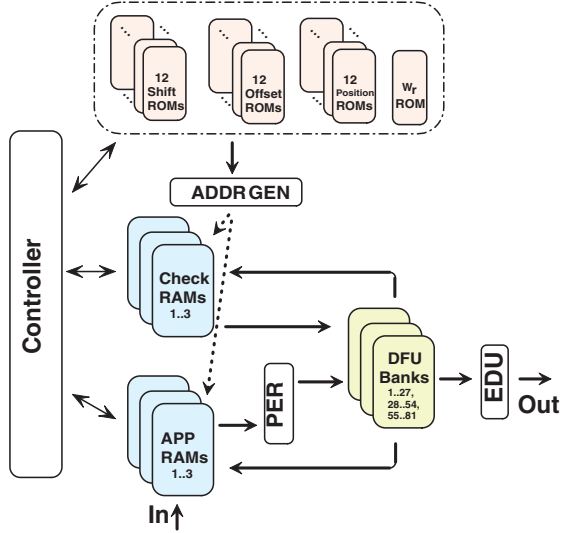 12
Shift
ROMs
12
Offset
ROMs
12
Position
ROMs
Wr
ROM
ADDR GEN
Controller
Check
RAMs
1..3
DFU
Banks
1..27,
28..54,
55..81
PER
EDU
Out
APP
RAMs
1..3
In